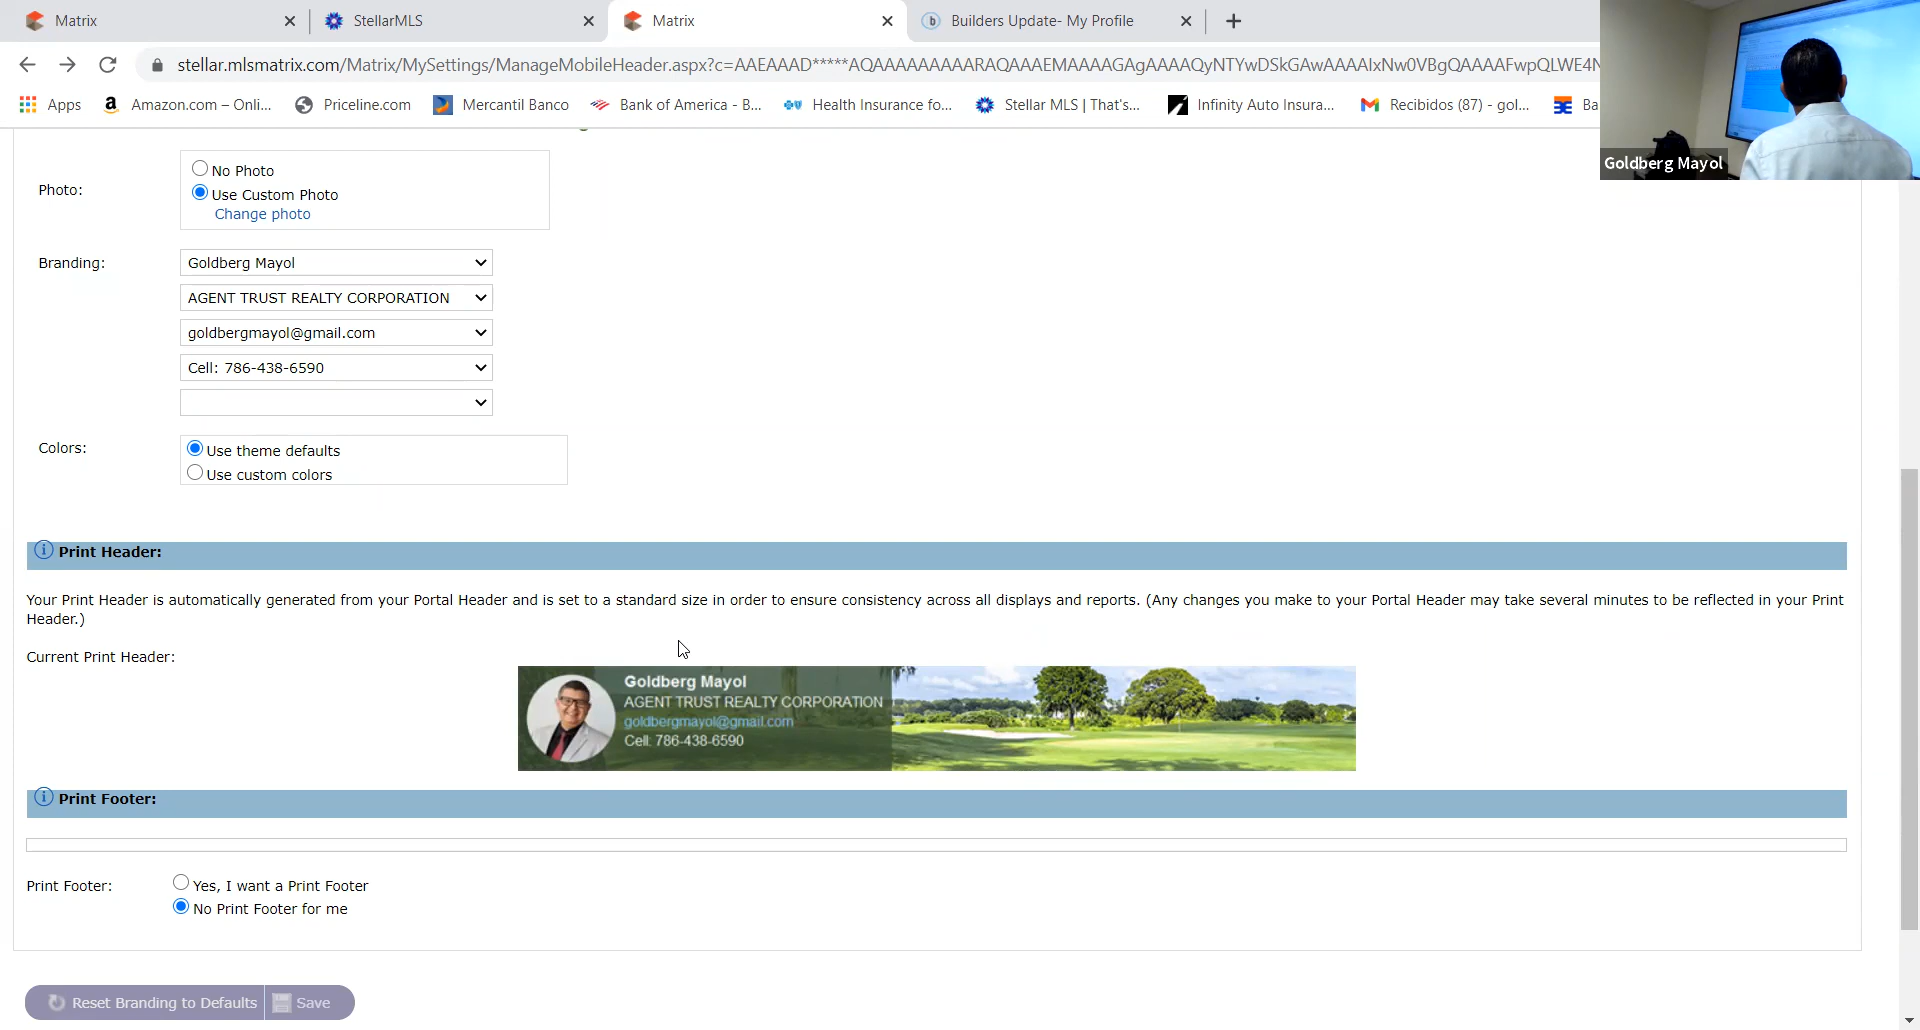 Matrix
StellarMLS
Matrix
Builders Update- My Profile
stellar.mlsmatrix.com/Matrix/MySettings/ManageMobileHeader.aspx?c=AAEAAAD*****AQAAAAAAAAARAQAAAEMAAAAGAgAAAAQyNTYwDSkGAwAAAAIxNw0VBgQAAAAFwpQLWE4N
Apps
Amazon.com – Onli...
Priceline.com
Mercantil Banco
Bank of America - B...
Health Insurance fo...
Stellar MLS | That's...
Infinity Auto Insura...
Recibidos (87) - gol...
Ba
Goldberg Mayol
Photo:
No Photo
Use Custom Photo
Change photo
Branding:
Goldberg Mayol
AGENT TRUST REALTY CORPORATION
goldbergmayol@gmail.com
Cell: 786-438-6590
Colors:
Use theme defaults
Use custom colors
Print Header:
Your Print Header is automatically generated from your Portal Header and is set to a standard size in order to ensure consistency across all displays and reports. (Any changes you make to your Portal Header may take several minutes to be reflected in your Print
Header.)
Current Print Header:
Goldberg Mayol
AGENT TRUST REALTY CORPORATION
goldbergmayol@gmail.com
Cell: 786-438-6590
Print Footer:
Print Footer:
Yes, I want a Print Footer
No Print Footer for me
Reset Branding to Defaults
Save